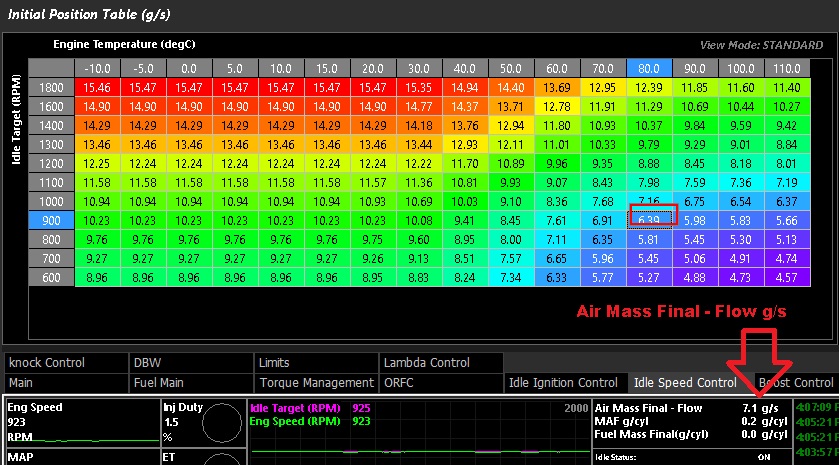 Initial Position Table (g/s)
Engine Temperature (degC)
View Mode: STANDARD
Idle Target (RPM)
-10.0 -5.0 0.0 5.0 10.0 15.0 20.0 30.0 40.0 50.0 60.0 70.0 80.0 90.0 100.0 110.0
1800 15.46 15.47 15.47 15.47 15.47 15.47 15.47 15.35 14.94 14.40 13.69 12.95 12.39 11.85 11.60 11.40
1600 14.90 14.90 14.90 14.90 14.90 14.90 14.90 14.77 14.37 13.71 12.78 11.91 11.29 10.69 10.44 10.27
1400 14.29 14.29 14.29 14.29 14.29 14.29 14.29 14.18 13.76 12.94 11.80 10.93 10.37 9.84 9.59 9.42
1300 13.46 13.46 13.46 13.46 13.46 13.46 13.46 13.44 12.93 12.11 11.01 10.33 9.79 9.29 9.01 8.84
1200 12.25 12.24 12.24 12.24 12.24 12.24 12.22 12.20 11.70 10.89 9.96 9.35 8.88 8.45 8.18 8.01
1100 11.58 11.58 11.58 11.58 11.58 11.58 11.57 11.36 10.81 9.93 9.07 8.43 7.98 7.59 7.36 7.19
1000 10.94 10.94 10.94 10.94 10.94 10.94 10.93 10.69 10.03 9.10 8.36 7.68 7.16 6.75 6.54 6.37
900 10.23 10.23 10.23 10.23 10.23 10.23 10.23 10.08 9.41 8.45 7.61 6.91 6.39 5.98 5.83 5.66
800 9.76 9.76 9.76 9.76 9.76 9.76 9.75 9.60 8.95 8.00 7.11 6.35 5.81 5.45 5.30 5.13
700 9.27 9.27 9.27 9.27 9.27 9.27 9.26 9.13 8.51 7.57 6.65 5.96 5.45 5.06 4.91 4.74
600 8.96 8.96 8.96 8.96 8.96 8.96 8.95 8.83 8.24 7.34 6.33 5.77 5.27 4.88 4.73 4.57
Air Mass Final - Flow g/s
knock Control DBW Limits Lambda Control
Main Fuel Main Torque Management ORFC Idle Ignition Control Idle Speed Control Boost Control
Eng Speed
923
RPM
MAP
Inj Duty
1.5
%
ET
Idle Target (RPM) 925
Eng Speed (RPM) 923
2000
Air Mass Final - Flow 7.1 g/s
MAF g/cyl 0.2 g/cyl
Fuel Mass Final(g/cyl) 0.0 g/cyl
Idle Status: ON
4:07:09
4:05:21
4:05:21
4:03:57